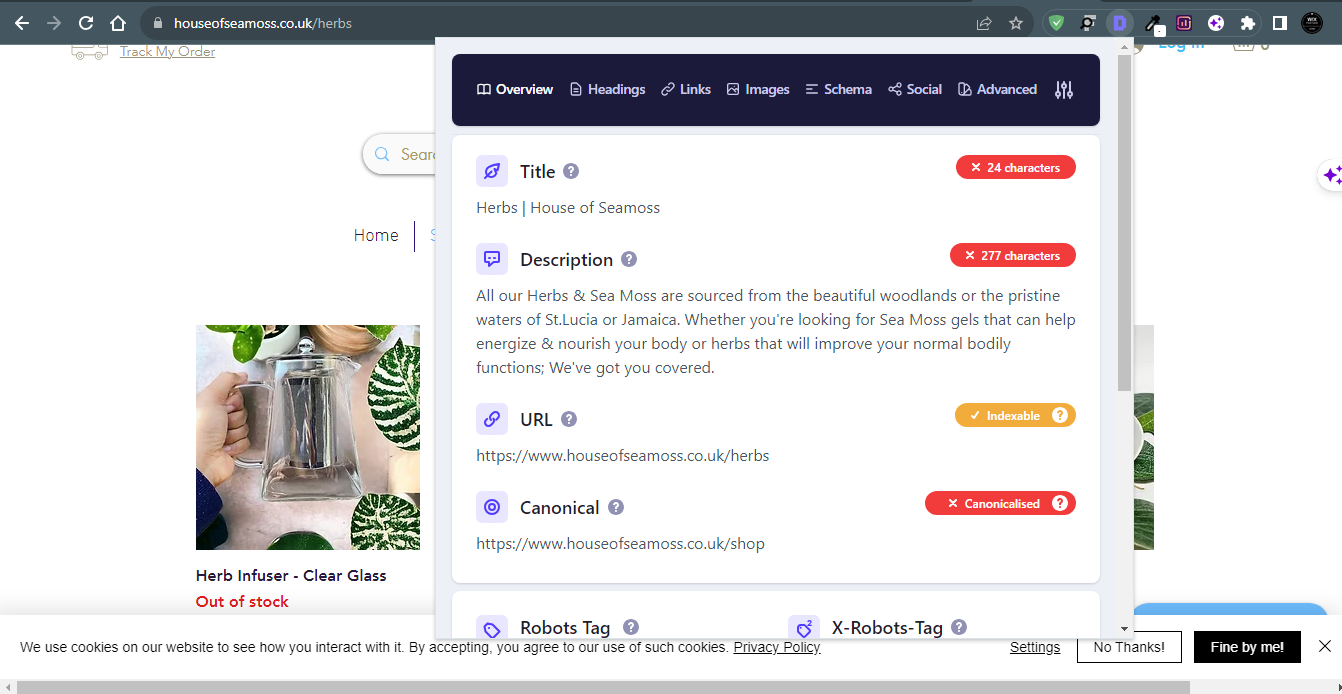 houseofseamoss.co.uk/herbs
Track My Order
Log In
0
Overview
Headings
Links
Images
Schema
Social
Advanced
Sear
Title ?
24 characters
Herbs | House of Seamoss
Home
Description ?
277 characters
All our Herbs & Sea Moss are sourced from the beautiful woodlands or the pristine
waters of St.Lucia or Jamaica. Whether you're looking for Sea Moss gels that can help
energize & nourish your body or herbs that will improve your normal bodily
functions; We've got you covered.
URL ?
Indexable ?
https://www.houseofseamoss.co.uk/herbs
Canonical ?
Canonicalised ?
https://www.houseofseamoss.co.uk/shop
Herb Infuser - Clear Glass
Out of stock
Robots Tag ?
X-Robots-Tag ?
We use cookies on our website to see how you interact with it. By accepting, you agree to our use of such cookies. Privacy Policy
Settings
No Thanks!
Fine by me!